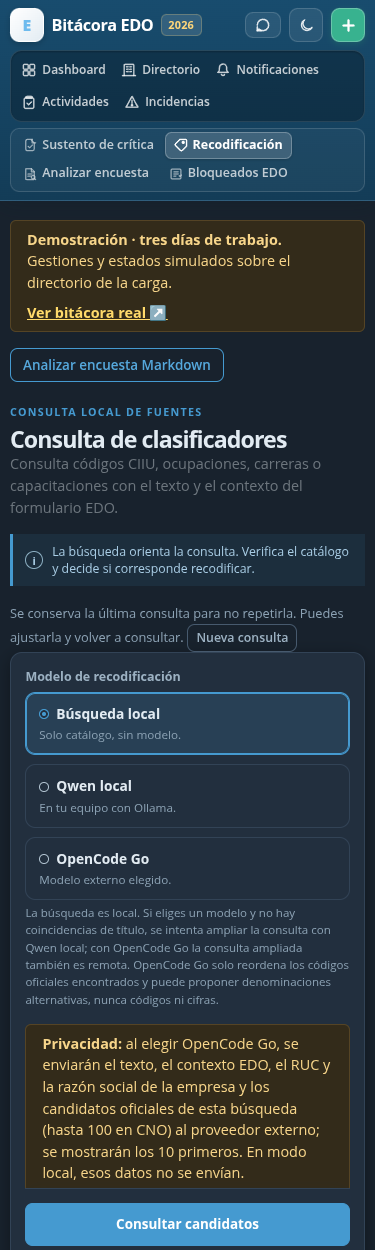 E Bitácora EDO 2026
Dashboard Directorio Notificaciones
Actividades Incidencias
Sustento de crítica Recodificación
Analizar encuesta Bloqueados EDO
Demostración · tres días de trabajo.
Gestiones y estados simulados sobre el
directorio de la carga.
Ver bitácora real ↗
Analizar encuesta Markdown
CONSULTA LOCAL DE FUENTES
Consulta de clasificadores
Consulta códigos CIIU, ocupaciones, carreras o
capacitaciones con el texto y el contexto del
formulario EDO.
La búsqueda orienta la consulta. Verifica el catálogo
y decide si corresponde recodificar.
Se conserva la última consulta para no repetirla. Puedes
ajustarla y volver a consultar. Nueva consulta
Modelo de recodificación
Búsqueda local
Solo catálogo, sin modelo.
Qwen local
En tu equipo con Ollama.
OpenCode Go
Modelo externo elegido.
La búsqueda es local. Si eliges un modelo y no hay
coincidencias de título, se intenta ampliar la consulta con
Qwen local; con OpenCode Go la consulta ampliada
también es remota. OpenCode Go solo reordena los códigos
oficiales encontrados y puede proponer denominaciones
alternativas, nunca códigos ni cifras.
Privacidad: al elegir OpenCode Go, se
enviarán el texto, el contexto EDO, el RUC y
la razón social de la empresa y los
candidatos oficiales de esta búsqueda
(hasta 100 en CNO) al proveedor externo;
se mostrarán los 10 primeros. En modo
local, esos datos no se envían.
Consultar candidatos